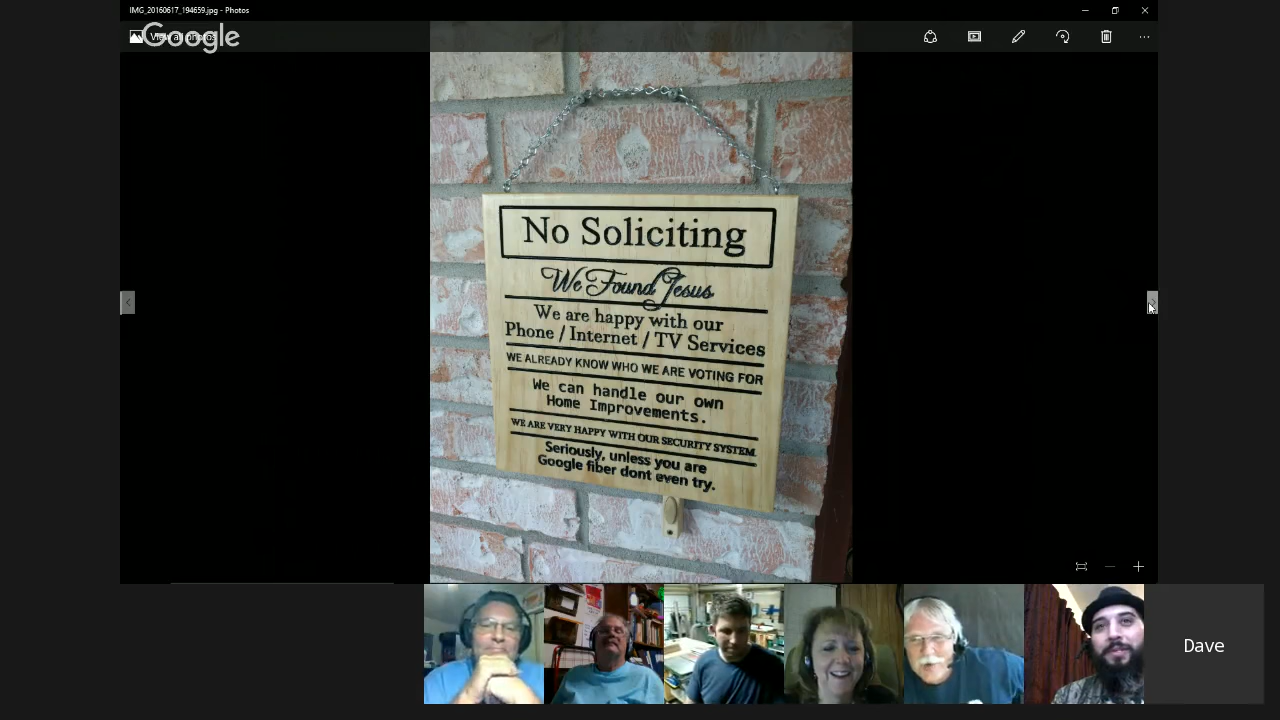 IMG_20160617_194659.jpg - Photos
Google
No Soliciting
We Found Jesus
We are happy with our
Phone / Internet / TV Services
WE ALREADY KNOW WHO WE ARE VOTING FOR
We can handle our own
Home Improvements.
WE ARE VERY HAPPY WITH OUR SECURITY SYSTEM.
Seriously, unless you are
Google fiber dont even try.
Dave